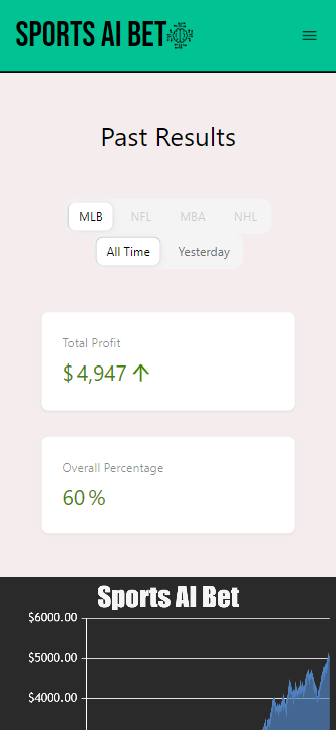 SPORTS AI BET
Past Results
MLB NFL MBA NHL
All Time Yesterday
Total Profit
$ 4,947
Overall Percentage
60 %
Sports AI Bet
$6000.00
$5000.00
$4000.00